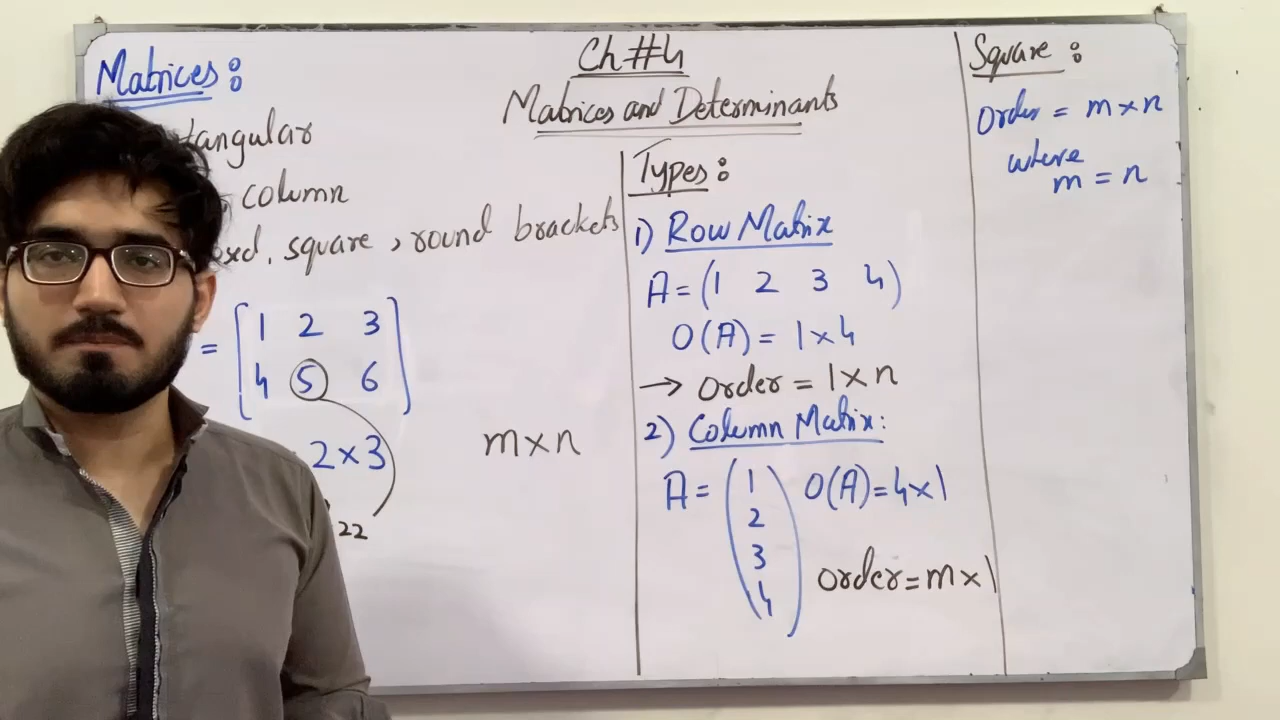 Ch #4
Matrices and Determinants
Matrices:
tangular
column
oxed, square, round brackets
= [1 2 3
4 5 6]
2 × 3
22
m × n
Types:
1) Row Matrix
A = (1 2 3 4)
O(A) = 1 × 4
→ order = 1 × n
2) Column Matrix:
A = (1 O(A) = 4 × 1
2
3
4)
order = m × 1
Square:
Order = m × n
where
m = n